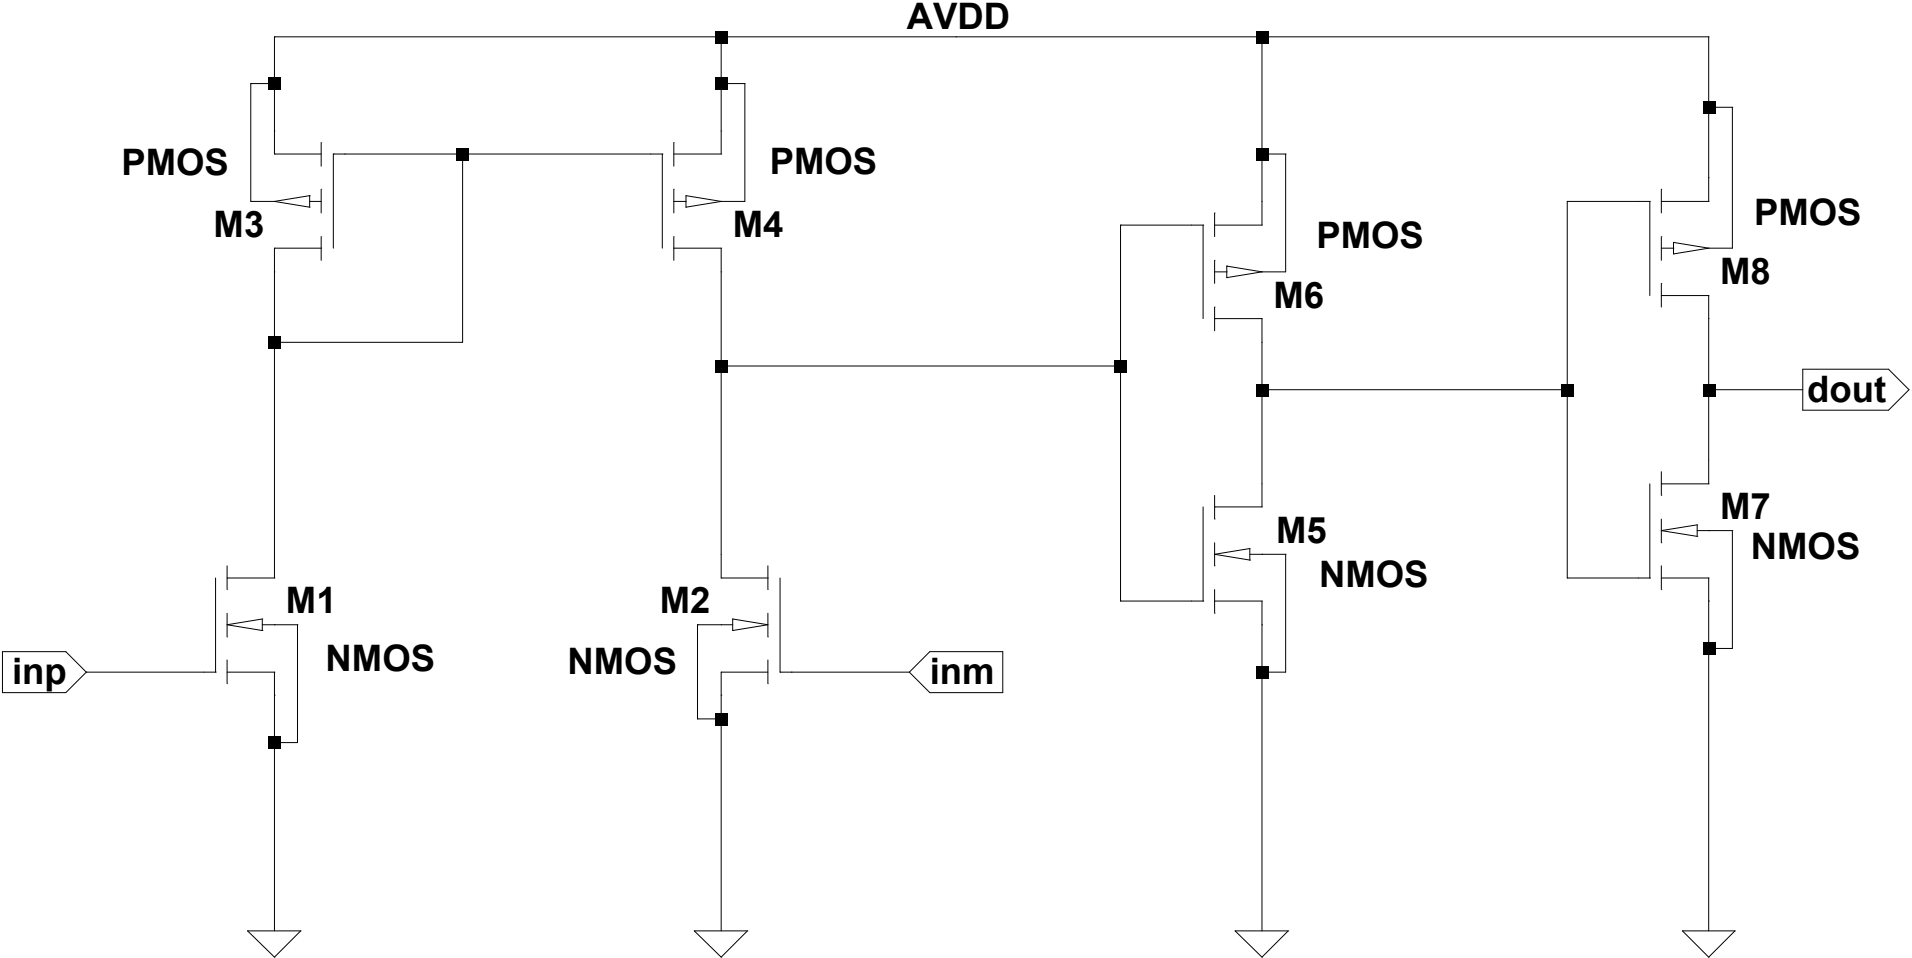 AVDD
PMOS
M3
PMOS
M4
PMOS
M6
PMOS
M8
dout
M1
NMOS
M2
NMOS
M5
NMOS
M7
NMOS
inp
inm